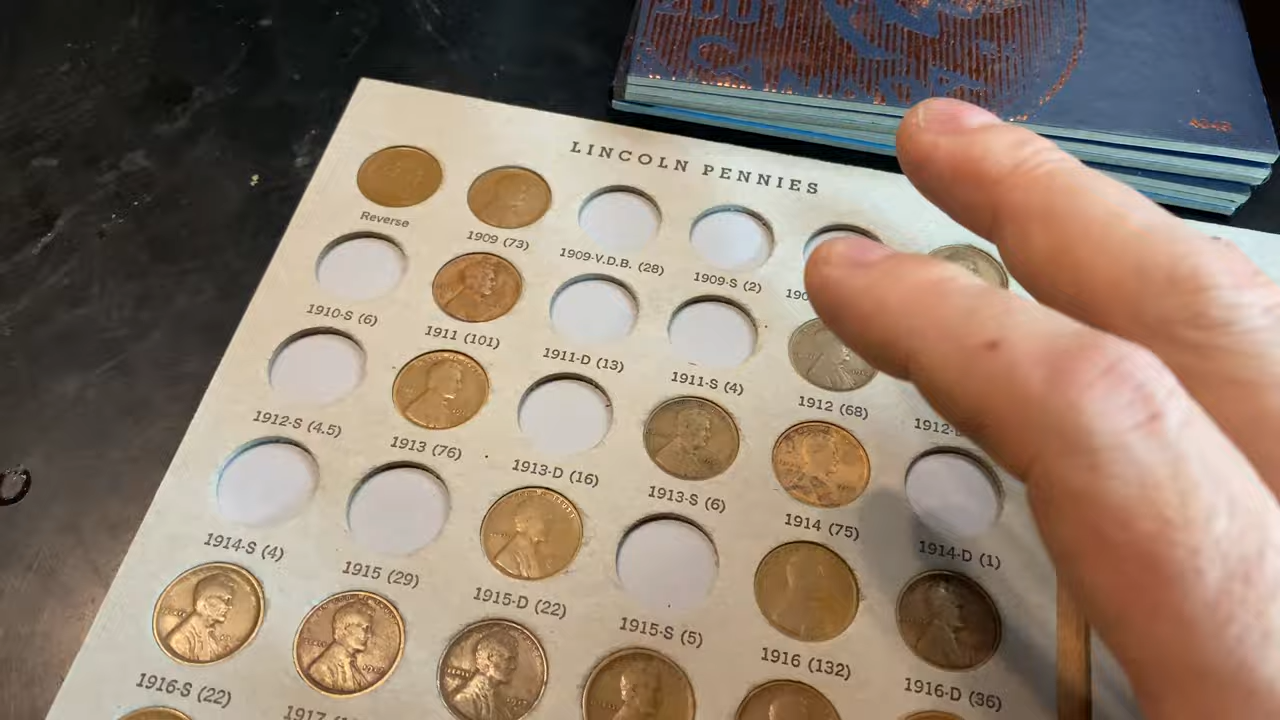 LINCOLN PENNIES
Reverse
1909 (73)
1909-V.D.B. (28)
1909-S (2)
1910-S (6)
1911 (101)
1911-D (13)
1911-S (4)
1912 (68)
1912-S (4.5)
1913 (76)
1913-D (16)
1913-S (6)
1914 (75)
1914-D (1)
1914-S (4)
1915 (29)
1915-D (22)
1915-S (5)
1916 (132)
1916-D (36)
1916-S (22)
1917